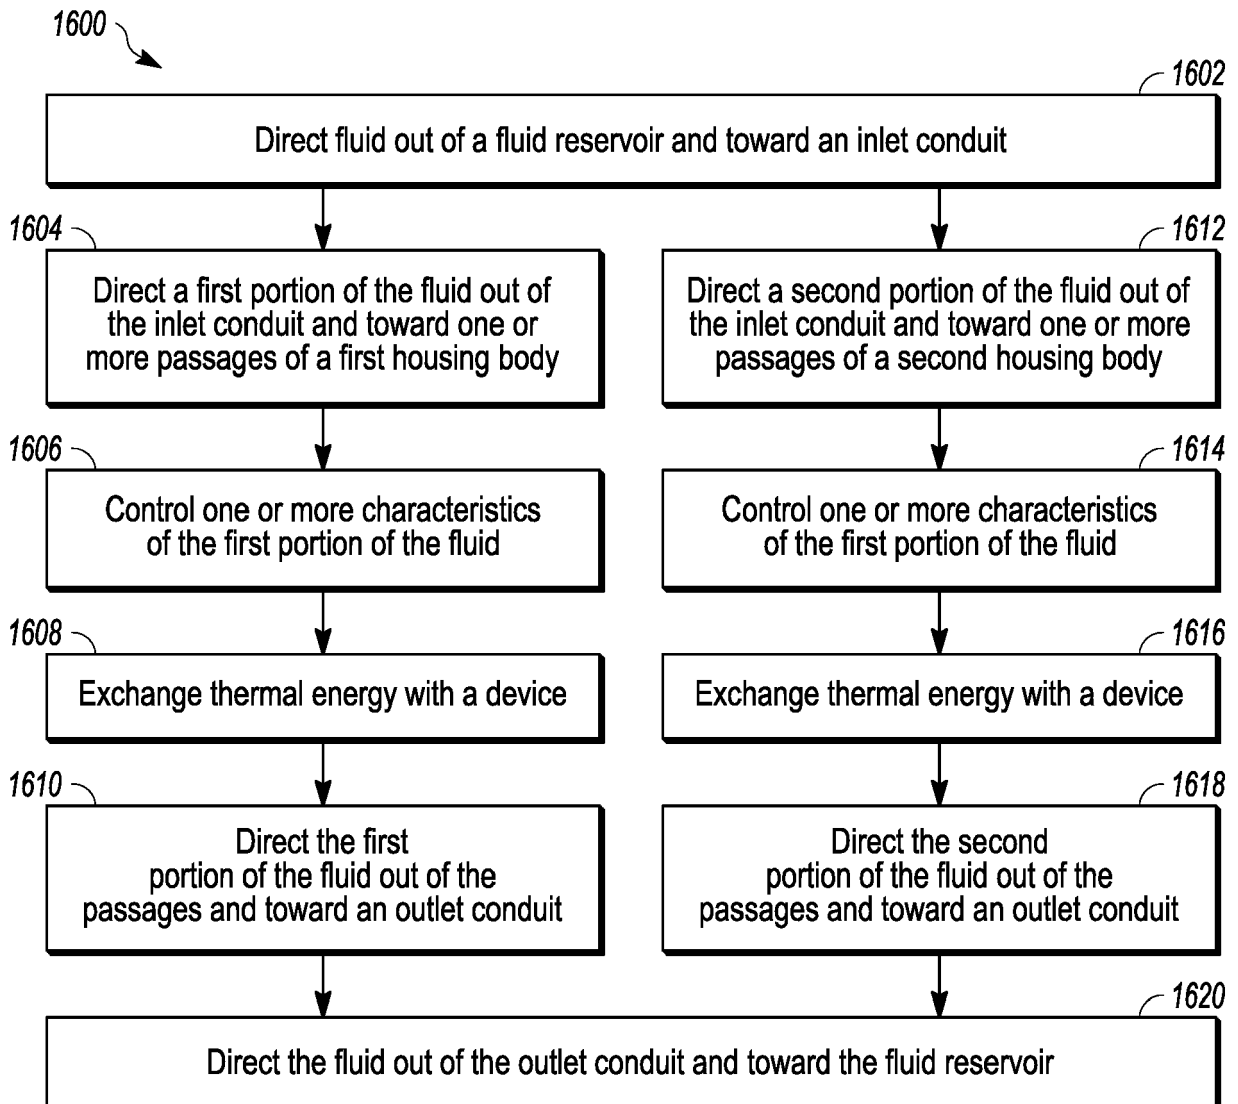 1600
1602
Direct fluid out of a fluid reservoir and toward an inlet conduit
1604
Direct a first portion of the fluid out of
the inlet conduit and toward one or
more passages of a first housing body
1606
Control one or more characteristics
of the first portion of the fluid
1608
Exchange thermal energy with a device
1610
Direct the first
portion of the fluid out of the
passages and toward an outlet conduit
1612
Direct a second portion of the fluid out of
the inlet conduit and toward one or more
passages of a second housing body
1614
Control one or more characteristics
of the first portion of the fluid
1616
Exchange thermal energy with a device
1618
Direct the second
portion of the fluid out of the
passages and toward an outlet conduit
1620
Direct the fluid out of the outlet conduit and toward the fluid reservoir